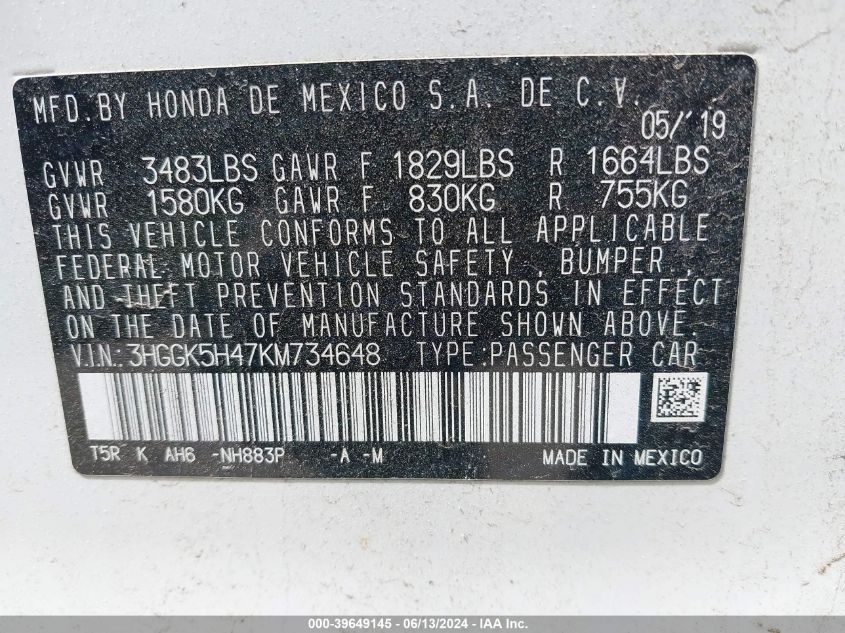 MFD.BY HONDA DE MEXICO S.A. DE C.V.
05/'19
GVWR 3483LBS GAWR F 1829LBS R 1664LBS
GVWR 1580KG GAWR F 830KG R 755KG
THIS VEHICLE CONFORMS TO ALL APPLICABLE
FEDERAL MOTOR VEHICLE SAFETY , BUMPER ,
AND THEFT PREVENTION STANDARDS IN EFFECT
ON THE DATE OF MANUFACTURE SHOWN ABOVE.
V.I.N.: 3HGGK5H47KM734648 TYPE:PASSENGER CAR
T5R K AH6 -NH883P -A -M MADE IN MEXICO
000-39649145 - 06/13/2024 - IAA Inc.